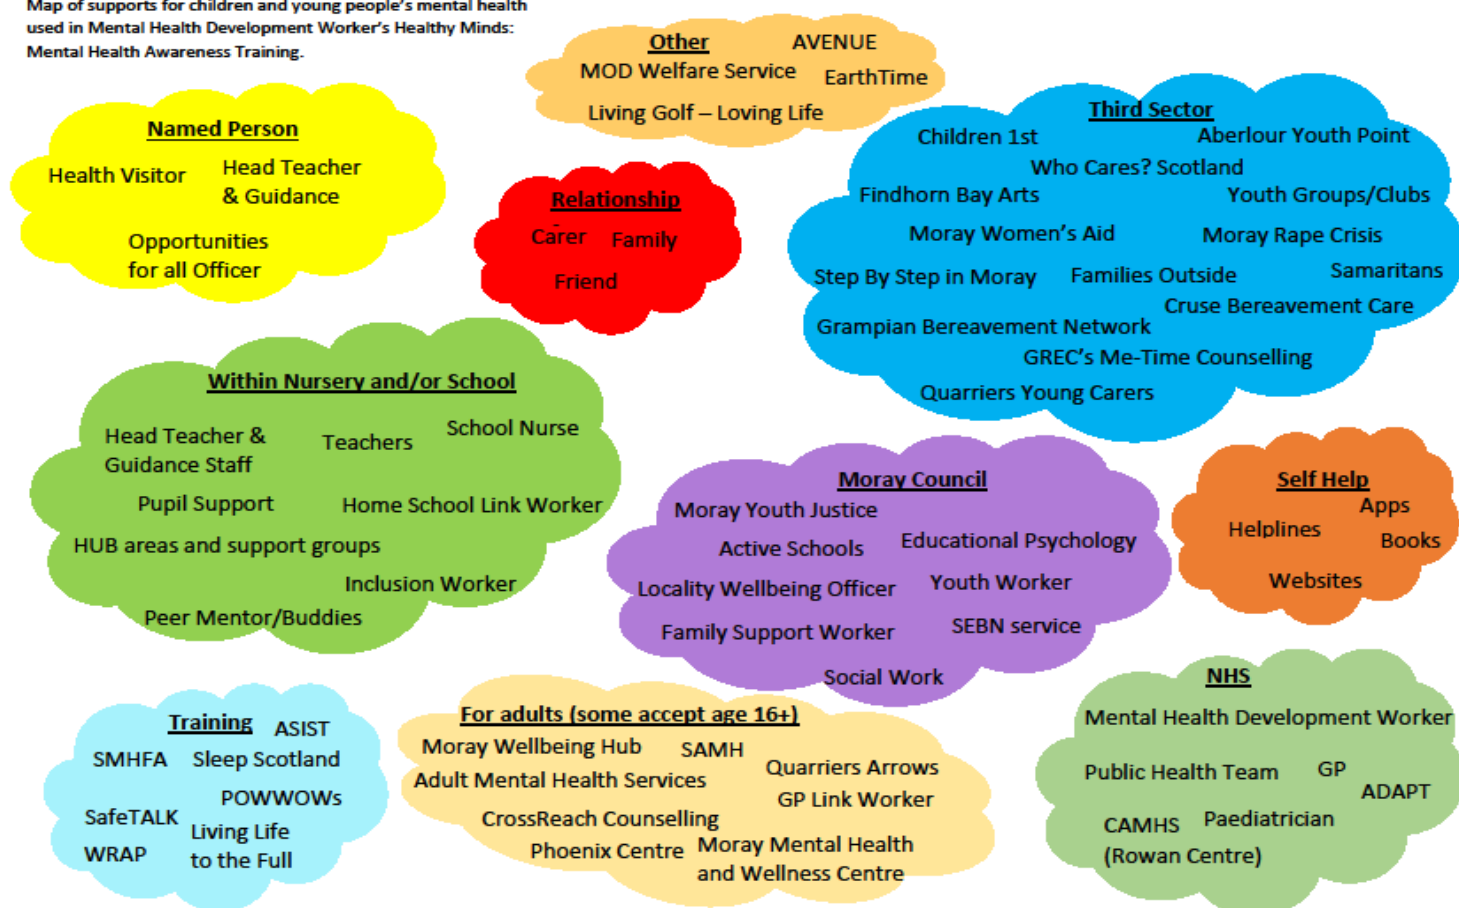 Map of supports for children and young people's mental health
used in Mental Health Development Worker's Healthy Minds:
Mental Health Awareness Training.
Other
AVENUE
MOD Welfare Service
EarthTime
Living Golf – Loving Life
Named Person
Health Visitor
Head Teacher
& Guidance
Opportunities
for all Officer
Relationship
Carer
Family
Friend
Third Sector
Children 1st
Aberlour Youth Point
Who Cares? Scotland
Findhorn Bay Arts
Youth Groups/Clubs
Moray Women's Aid
Moray Rape Crisis
Step By Step in Moray
Families Outside
Samaritans
Cruse Bereavement Care
Grampian Bereavement Network
GREC's Me-Time Counselling
Quarriers Young Carers
Within Nursery and/or School
Head Teacher &
Guidance Staff
Teachers
School Nurse
Pupil Support
Home School Link Worker
HUB areas and support groups
Inclusion Worker
Peer Mentor/Buddies
Moray Council
Moray Youth Justice
Active Schools
Educational Psychology
Locality Wellbeing Officer
Youth Worker
Family Support Worker
SEBN service
Social Work
Self Help
Apps
Helplines
Books
Websites
Training
ASIST
SMHFA
Sleep Scotland
POWWOWs
SafeTALK
Living Life
to the Full
WRAP
For adults (some accept age 16+)
Moray Wellbeing Hub
SAMH
Adult Mental Health Services
Quarriers Arrows
GP Link Worker
CrossReach Counselling
Phoenix Centre
Moray Mental Health
and Wellness Centre
NHS
Mental Health Development Worker
Public Health Team
GP
ADAPT
CAMHS
(Rowan Centre)
Paediatrician